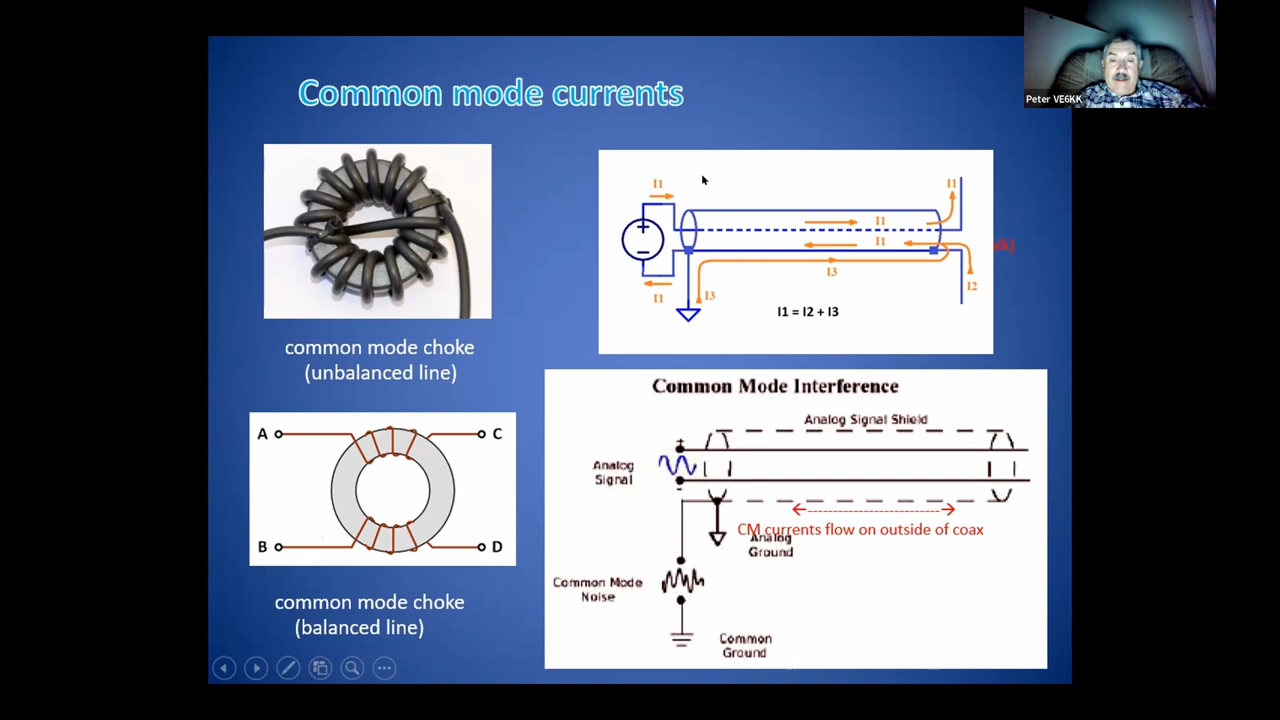 Common mode currents
Peter VE6KK
common mode choke
(unbalanced line)
I1
I1
I1
I1
I1
I3
I3
I2
I1 = I2 + I3
A
B
C
D
common mode choke
(balanced line)
Common Mode Interference
Analog Signal Shield
+
Analog
Signal
-
CM currents flow on outside of coax
Analog
Ground
Common Mode
Noise
Common
Ground